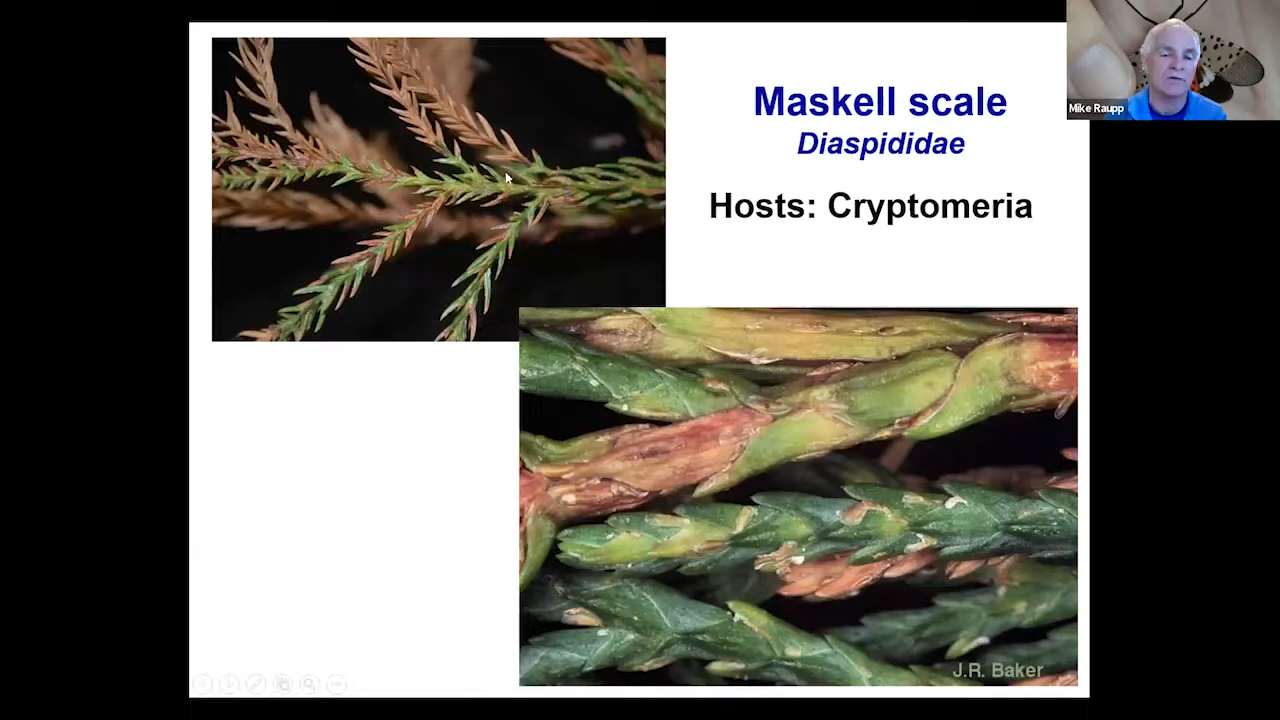 Maskell scale
Diaspididae
Hosts: Cryptomeria
Mike Raupp
J.R. Baker